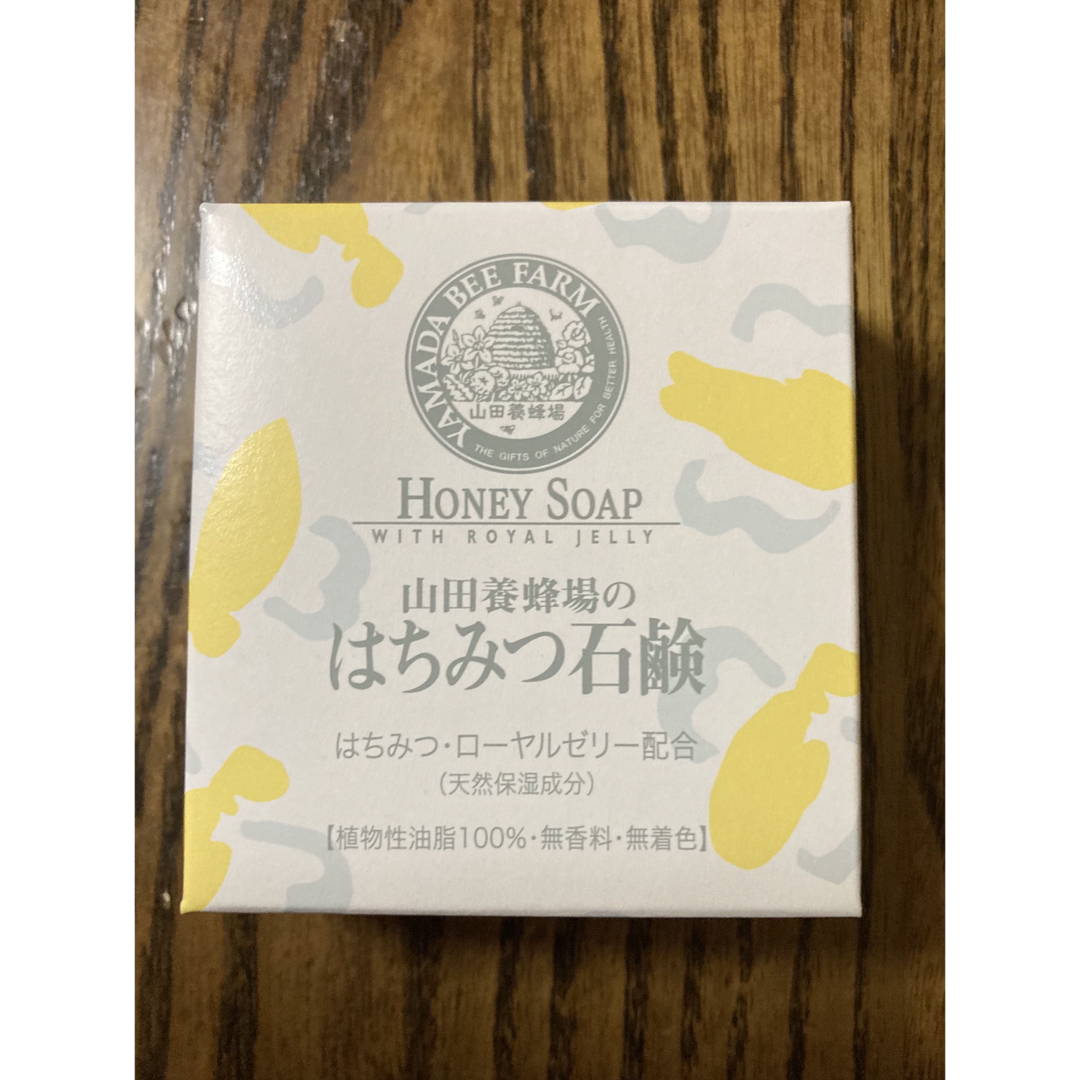 YAMADA BEE FARM
山田養蜂場
THE GIFTS OF NATURE FOR BETTER HEALTH
HONEY SOAP
WITH ROYAL JELLY
山田養蜂場の
はちみつ石鹸
はちみつ・ローヤルゼリー配合
（天然保湿成分）
【植物性油脂100%・無香料・無着色】